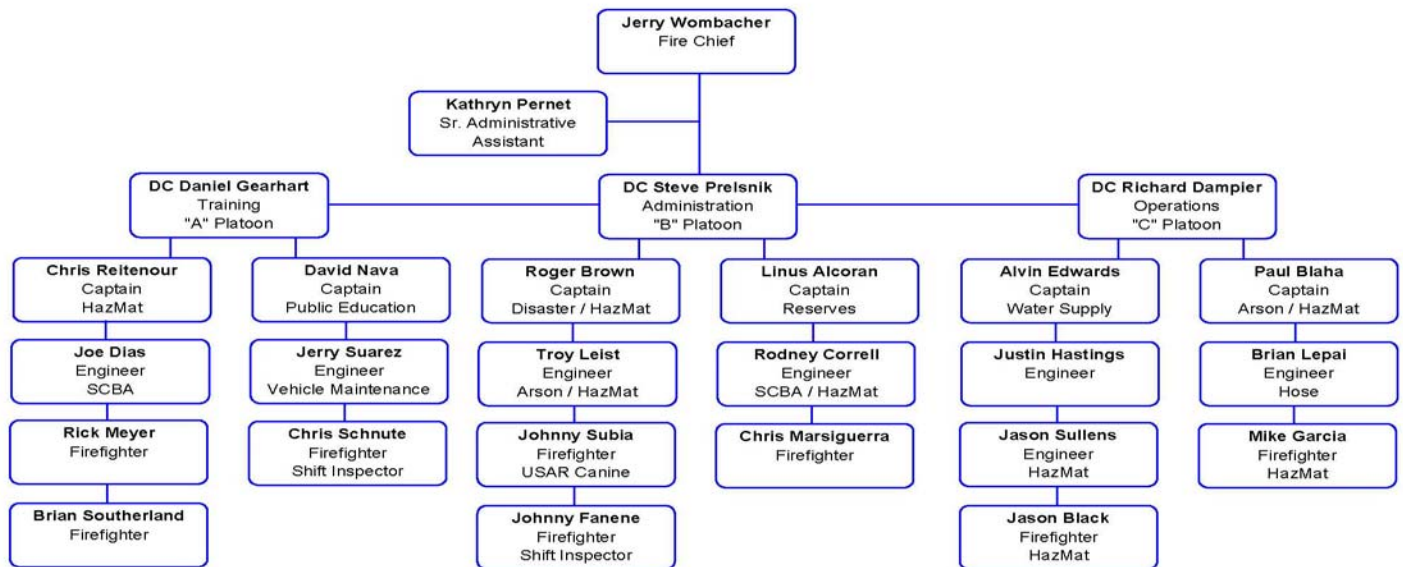 Jerry Wombacher
Fire Chief
Kathryn Pernet
Sr. Administrative
Assistant
DC Daniel Gearhart
Training
"A" Platoon
DC Steve Prelsnik
Administration
"B" Platoon
DC Richard Dampier
Operations
"C" Platoon
Chris Reitenour
Captain
HazMat
David Nava
Captain
Public Education
Roger Brown
Captain
Disaster / HazMat
Linus Alcoran
Captain
Reserves
Alvin Edwards
Captain
Water Supply
Paul Blaha
Captain
Arson / HazMat
Joe Dias
Engineer
SCBA
Jerry Suarez
Engineer
Vehicle Maintenance
Troy Leist
Engineer
Arson / HazMat
Rodney Correll
Engineer
SCBA / HazMat
Justin Hastings
Engineer
Brian Lepai
Engineer
Hose
Rick Meyer
Firefighter
Chris Schnute
Firefighter
Shift Inspector
Johnny Subia
Firefighter
USAR Canine
Chris Marsiguerra
Firefighter
Jason Sullens
Engineer
HazMat
Mike Garcia
Firefighter
HazMat
Brian Southerland
Firefighter
Johnny Fanene
Firefighter
Shift Inspector
Jason Black
Firefighter
HazMat